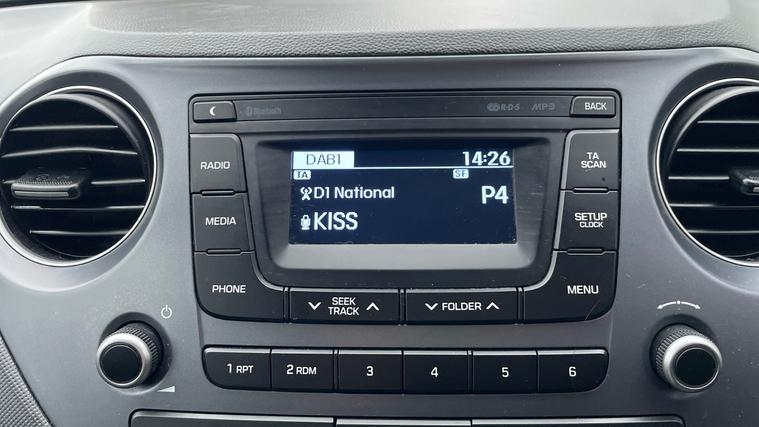 Bluetooth R·D·S MP3 BACK
RADIO
MEDIA
PHONE
DAB1 14:26
TA SF
D1 National P4
KISS
TA
SCAN
SETUP
CLOCK
MENU
SEEK
TRACK
FOLDER
1 RPT 2 RDM 3 4 5 6